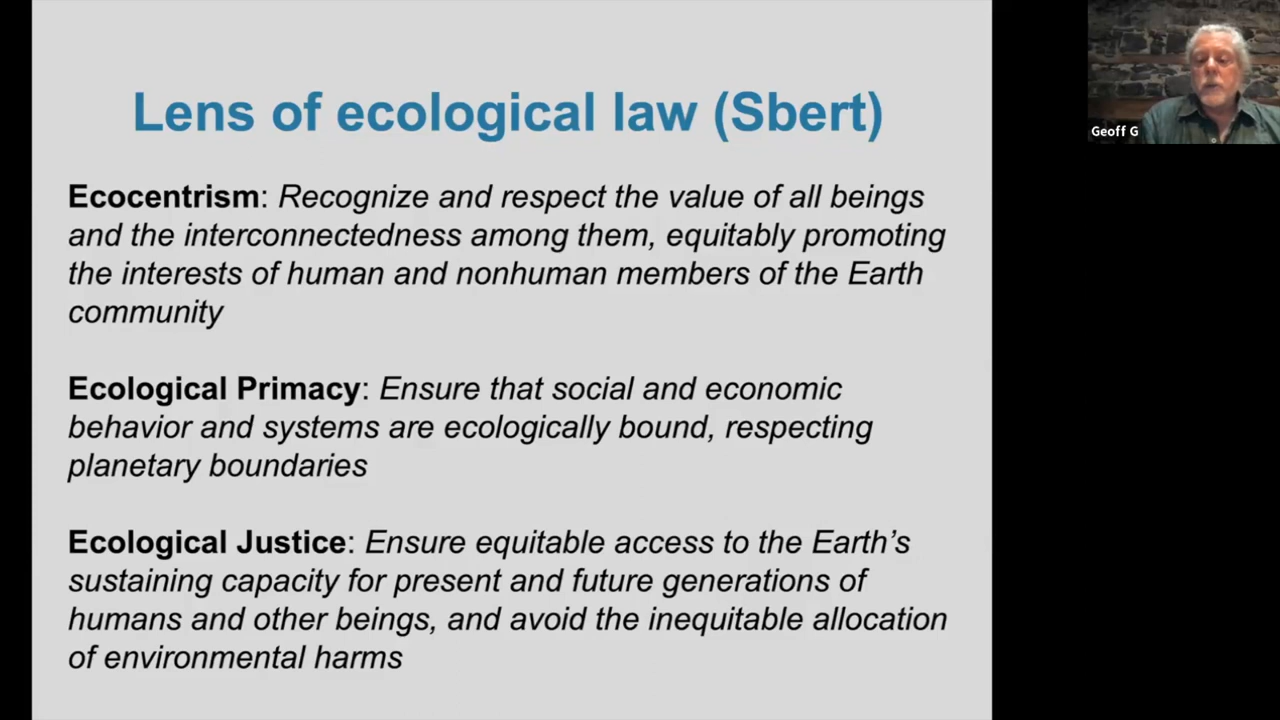 Lens of ecological law (Sbert)
Ecocentrism: Recognize and respect the value of all beings
and the interconnectedness among them, equitably promoting
the interests of human and nonhuman members of the Earth
community
Ecological Primacy: Ensure that social and economic
behavior and systems are ecologically bound, respecting
planetary boundaries
Ecological Justice: Ensure equitable access to the Earth’s
sustaining capacity for present and future generations of
humans and other beings, and avoid the inequitable allocation
of environmental harms
Geoff G